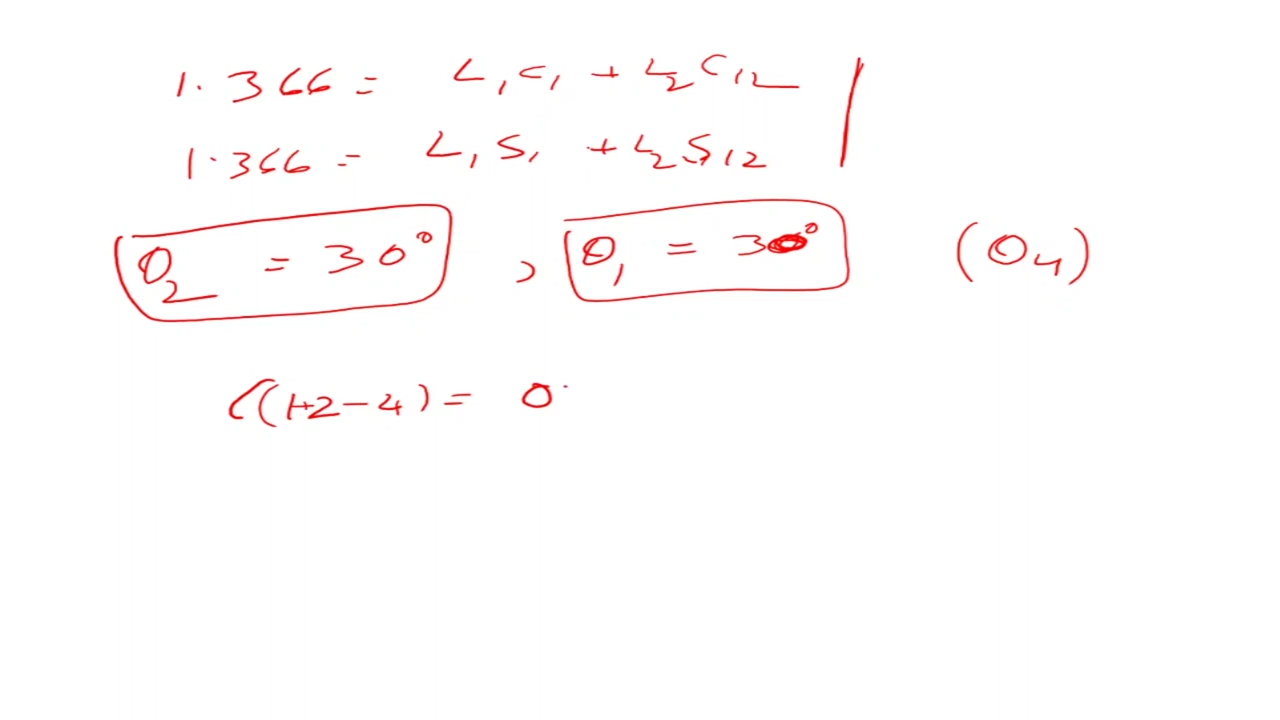 1.366 = L₁C₁ + L₂C₁₂
1.366 = L₁S₁ + L₂S₁₂
θ₂ = 30° , θ₁ = 30° (θ₄)
C(1+2-4) = 0.